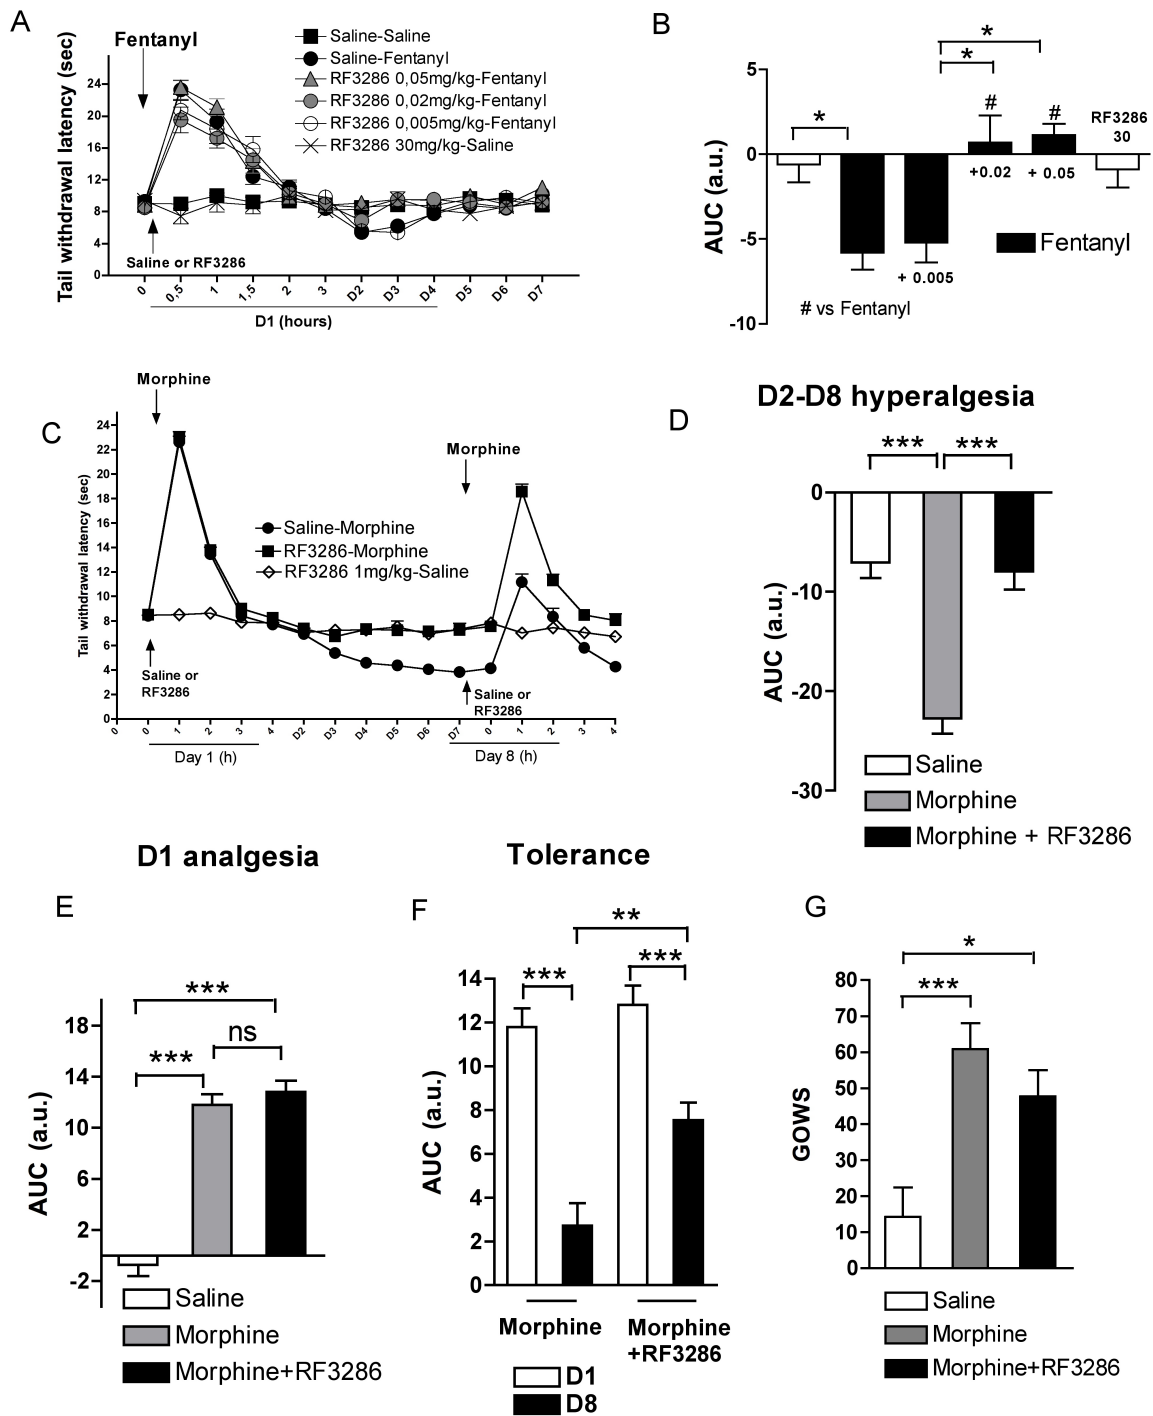 A
Fentanyl
Tail withdrawal latency (sec)
Saline-Saline
Saline-Fentanyl
RF3286 0,05mg/kg-Fentanyl
RF3286 0,02mg/kg-Fentanyl
RF3286 0,005mg/kg-Fentanyl
RF3286 30mg/kg-Saline
24
20
16
12
8
4
0
Saline or RF3286
0 0,5 1 1,5 2 3 D2 D3 D4 D5 D6 D7
D1 (hours)
B
AUC (a.u.)
5
0
-5
-10
*
*
*
#
#
RF3286
30
+0.02
+ 0.05
+ 0.005
Fentanyl
# vs Fentanyl
C
Morphine
Morphine
Tail withdrawal latency (sec)
24
22
20
18
16
14
12
10
8
6
4
2
0
Saline-Morphine
RF3286-Morphine
RF3286 1mg/kg-Saline
Saline or
RF3286
Saline or
RF3286
0 0 1 2 3 4 D2 D3 D4 D5 D6 D7 0 1 2 3 4
Day 1 (h)
Day 8 (h)
D2-D8 hyperalgesia
D
*** ***
AUC (a.u.)
0
-10
-20
-30
Saline
Morphine
Morphine + RF3286
D1 analgesia
E
***
ns
***
AUC (a.u.)
18
14
10
6
2
-2
Saline
Morphine
Morphine+RF3286
Tolerance
F
**
***
***
AUC (a.u.)
14
12
10
8
6
4
2
0
Morphine
Morphine
+RF3286
D1
D8
G
*
***
GOWS
80
70
60
50
40
30
20
10
0
Saline
Morphine
Morphine+RF3286